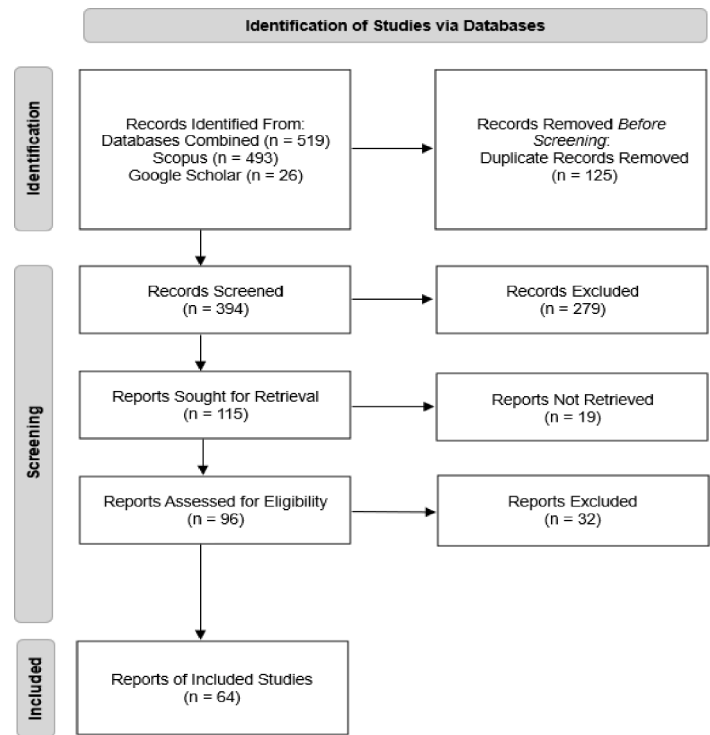 Identification of Studies via Databases
Identification
Records Identified From:
Databases Combined (n = 519)
Scopus (n = 493)
Google Scholar (n = 26)
Records Removed Before
Screening:
Duplicate Records Removed
(n = 125)
Screening
Records Screened
(n = 394)
Records Excluded
(n = 279)
Reports Sought for Retrieval
(n = 115)
Reports Not Retrieved
(n = 19)
Reports Assessed for Eligibility
(n = 96)
Reports Excluded
(n = 32)
Included
Reports of Included Studies
(n = 64)